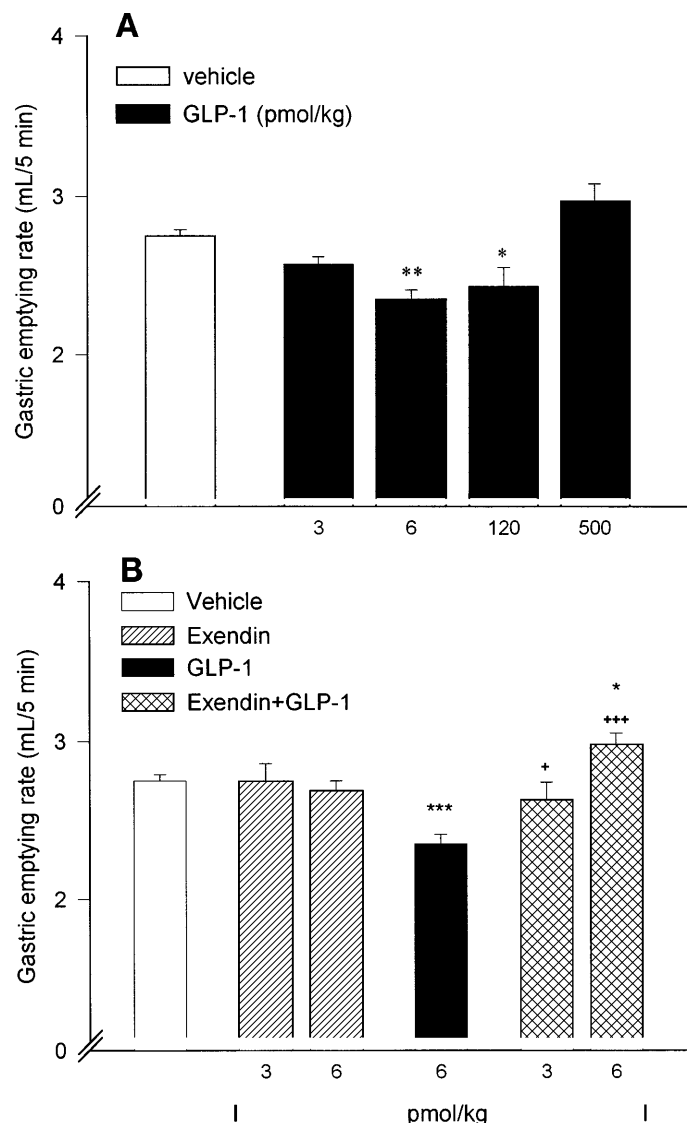 A
4
vehicle
GLP-1 (pmol/kg)
3
Gastric emptying rate (mL/5 min)
**
*
2
0
3 6 120 500
B
4
Vehicle
Exendin
GLP-1
Exendin+GLP-1
*
+++
3
+
Gastric emptying rate (mL/5 min)
***
2
0
3 6 6 3 6
I pmol/kg I